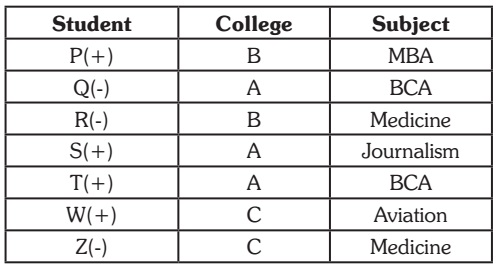 Student College Subject
P(+) B MBA
Q(-) A BCA
R(-) B Medicine
S(+) A Journalism
T(+) A BCA
W(+) C Aviation
Z(-) C Medicine